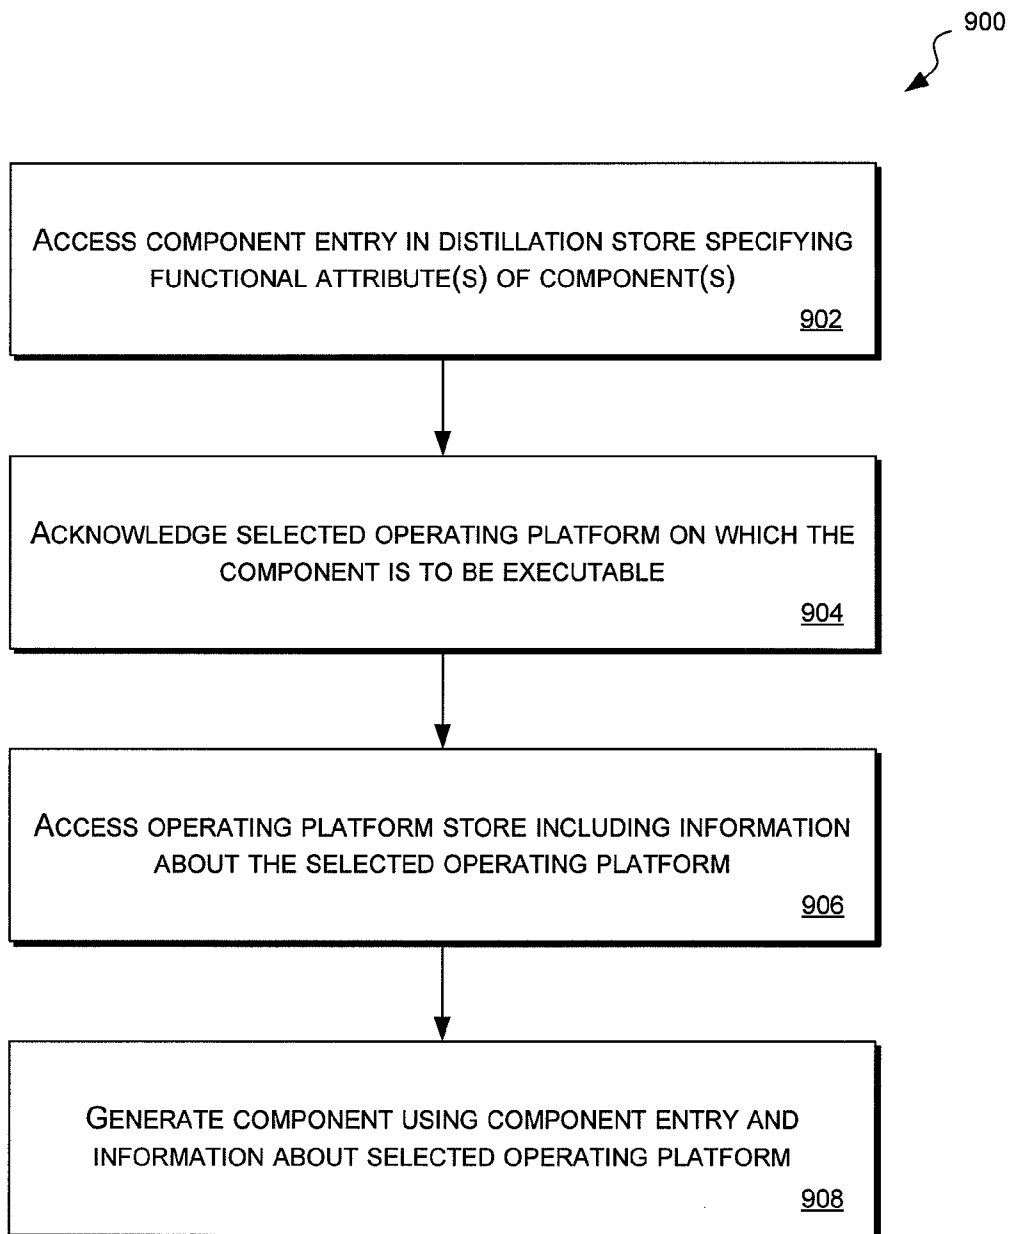 900
ACCESS COMPONENT ENTRY IN DISTILLATION STORE SPECIFYING
FUNCTIONAL ATTRIBUTE(S) OF COMPONENT(S)
902
ACKNOWLEDGE SELECTED OPERATING PLATFORM ON WHICH THE
COMPONENT IS TO BE EXECUTABLE
904
ACCESS OPERATING PLATFORM STORE INCLUDING INFORMATION
ABOUT THE SELECTED OPERATING PLATFORM
906
GENERATE COMPONENT USING COMPONENT ENTRY AND
INFORMATION ABOUT SELECTED OPERATING PLATFORM
908